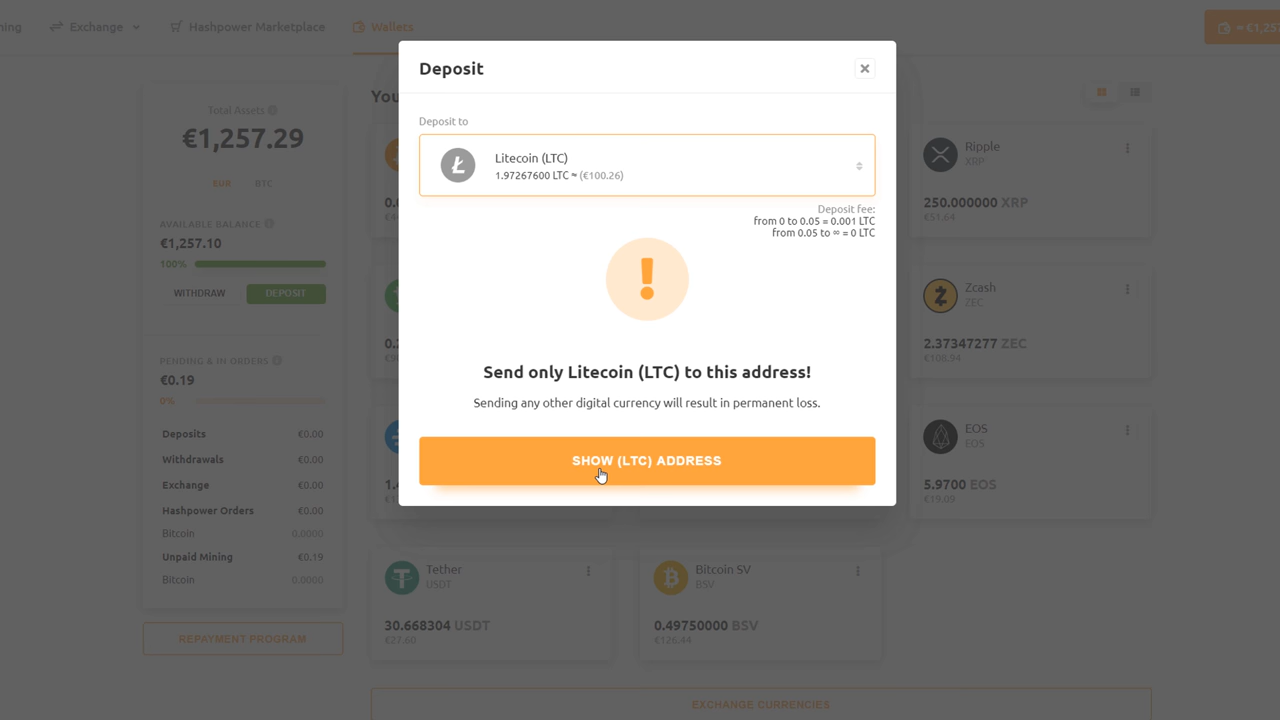 ning
Exchange
Hashpower Marketplace
Wallets
≈ €1,257
Total Assets
€1,257.29
EUR BTC
AVAILABLE BALANCE
€1,257.10
100%
WITHDRAW DEPOSIT
PENDING & IN ORDERS
€0.19
0%
Deposits €0.00
Withdrawals €0.00
Exchange €0.00
Hashpower Orders €0.00
Bitcoin 0.0000
Unpaid Mining €0.19
Bitcoin 0.0000
REPAYMENT PROGRAM
You
Deposit
Deposit to
Litecoin (LTC)
1.97267600 LTC ≈ (€100.26)
Deposit fee:
from 0 to 0.05 = 0.001 LTC
from 0.05 to ∞ = 0 LTC
Send only Litecoin (LTC) to this address!
Sending any other digital currency will result in permanent loss.
SHOW (LTC) ADDRESS
Ripple
XRP
250.000000 XRP
€51.64
Zcash
ZEC
2.37347277 ZEC
€108.94
EOS
EOS
5.9700 EOS
€19.09
Tether
USDT
30.668304 USDT
€27.60
Bitcoin SV
BSV
0.49750000 BSV
€126.44
EXCHANGE CURRENCIES